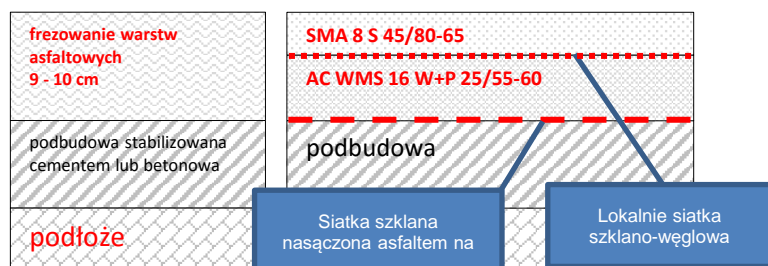 frezowanie warstw
asfaltowych
9 - 10 cm
podbudowa stabilizowana
cementem lub betonowa
podłoże
SMA 8 S 45/80-65
AC WMS 16 W+P 25/55-60
podbudowa
Siatka szklana
nasączona asfaltem na
Lokalnie siatka
szklano-węglowa